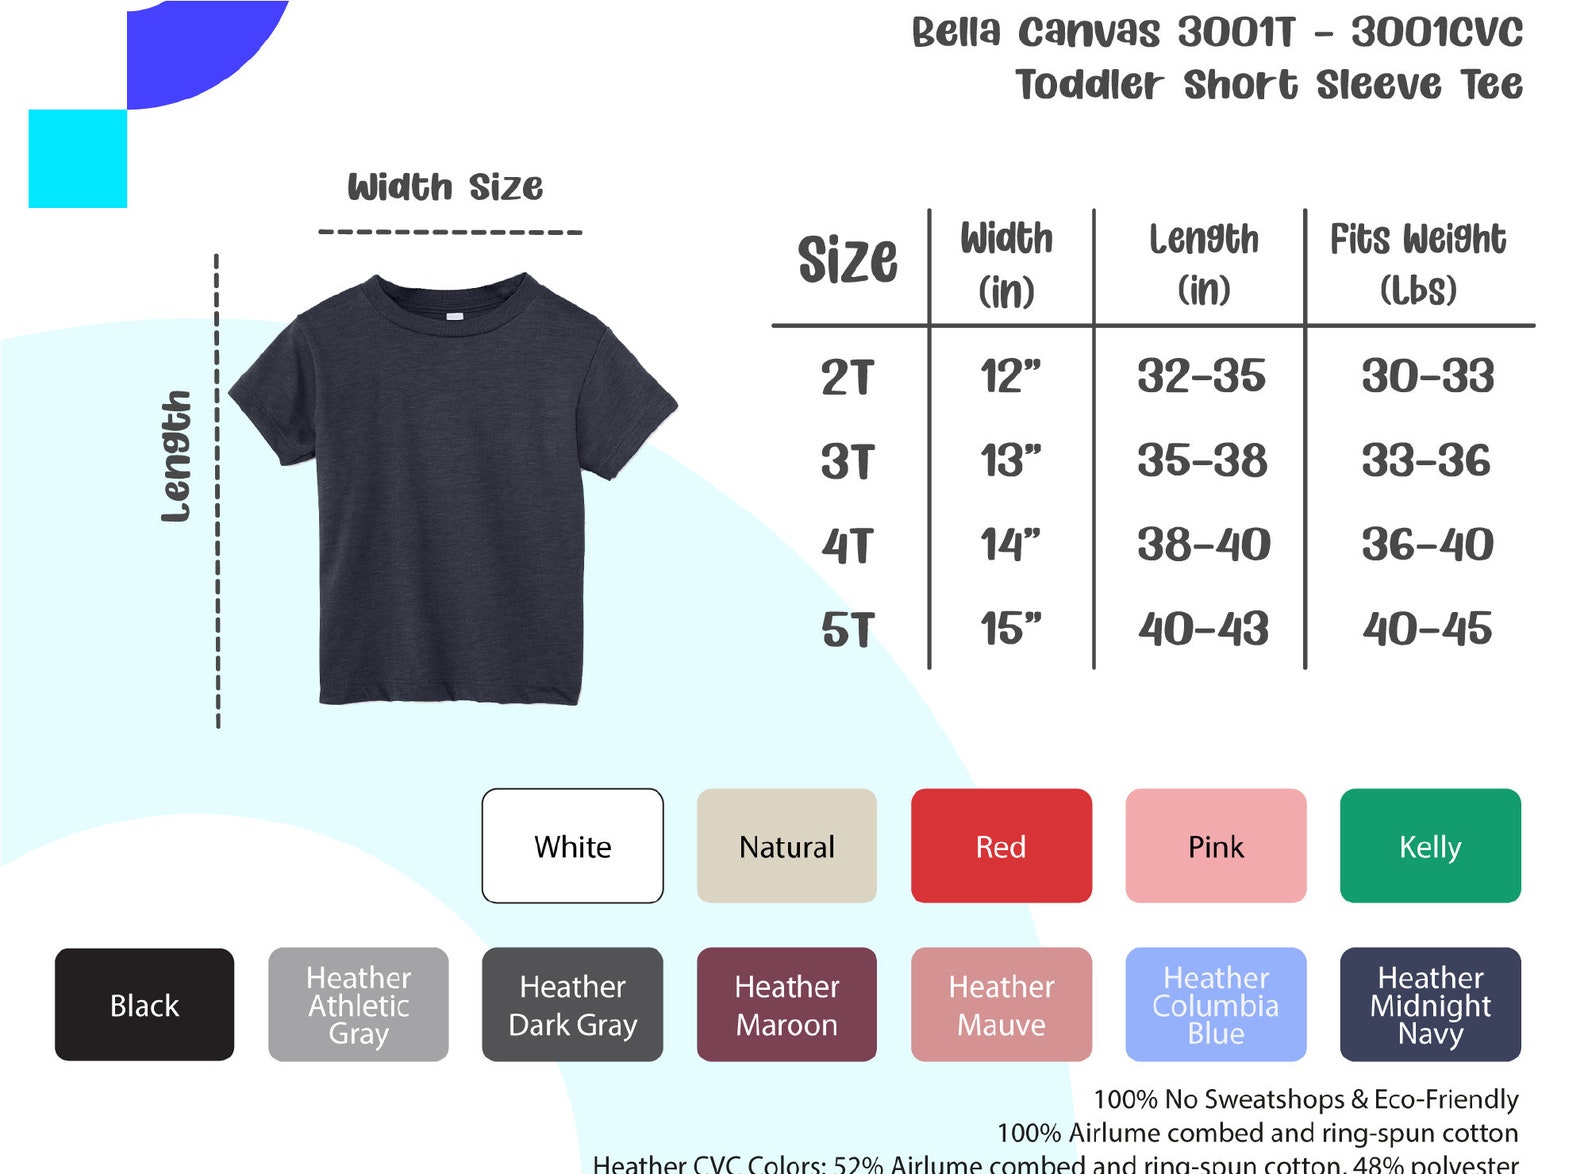 Bella Canvas 3001T - 3001CVC
Toddler Short Sleeve Tee
Width Size
Length
Size Width (in) Length (in) Fits Weight (Lbs)
2T 12” 32-35 30-33
3T 13” 35-38 33-36
4T 14” 38-40 36-40
5T 15” 40-43 40-45
White
Natural
Red
Pink
Kelly
Black
Heather
Athletic
Gray
Heather
Dark Gray
Heather
Maroon
Heather
Mauve
Heather
Columbia
Blue
Heather
Midnight
Navy
100% No Sweatshops & Eco-Friendly
100% Airlume combed and ring-spun cotton
Heather CVC Colors: 52% Airlume combed and ring-spun cotton, 48% polyester